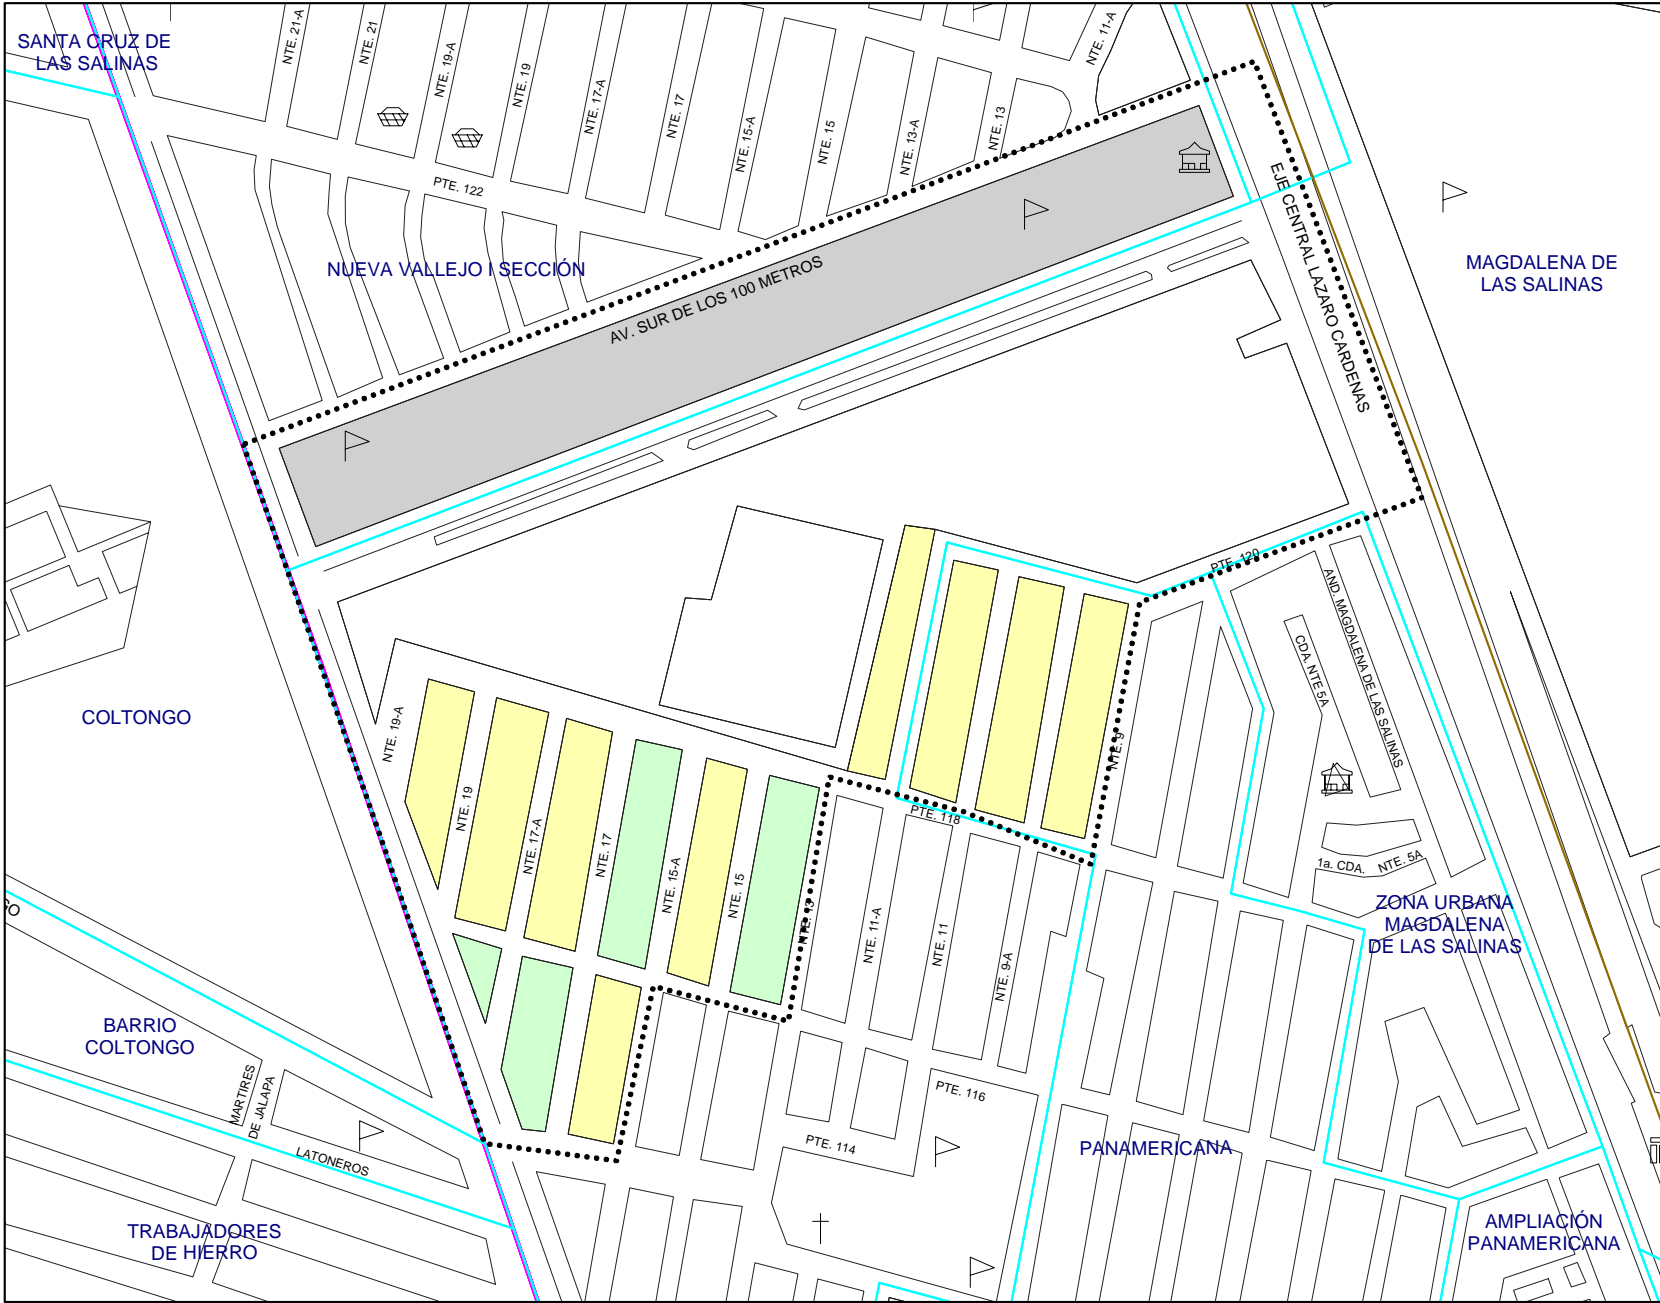 SANTA CRUZ DE
LAS SALINAS
NTE. 21-A
NTE. 21
NTE. 19-A
NTE. 19
NTE. 17-A
NTE. 17
NTE. 15-A
NTE. 15
NTE. 13-A
NTE. 13
NTE. 11-A
PTE. 122
NUEVA VALLEJO I SECCIÓN
AV. SUR DE LOS 100 METROS
EJE CENTRAL LAZARO CARDENAS
MAGDALENA DE
LAS SALINAS
PTE. 120
AND. MAGDALENA DE LAS SALINAS
CDA. NTE 5A
COLTONGO
NTE. 19-A
NTE. 19
NTE. 17-A
NTE. 17
NTE. 15-A
NTE. 15
NTE. 13
NTE. 11-A
NTE. 11
NTE. 9-A
NTE. 9
PTE. 118
1a. CDA. NTE. 5A
ZONA URBANA
MAGDALENA
DE LAS SALINAS
GO
BARRIO
COLTONGO
MARTIRES
DE JALAPA
LATONEROS
PTE. 116
PTE. 114
PANAMERICANA
TRABAJADORES
DE HIERRO
AMPLIACIÓN
PANAMERICANA